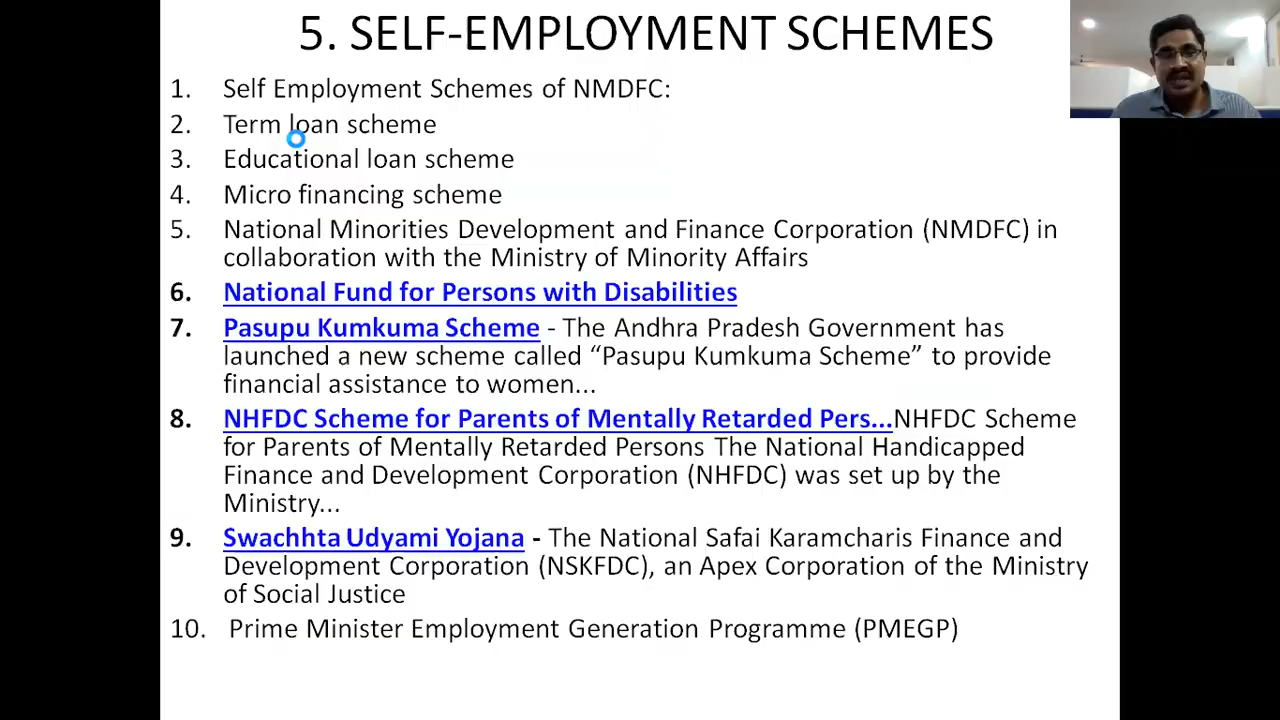 5. SELF-EMPLOYMENT SCHEMES
1. Self Employment Schemes of NMDFC:
2. Term loan scheme
3. Educational loan scheme
4. Micro financing scheme
5. National Minorities Development and Finance Corporation (NMDFC) in
collaboration with the Ministry of Minority Affairs
6. National Fund for Persons with Disabilities
7. Pasupu Kumkuma Scheme - The Andhra Pradesh Government has
launched a new scheme called “Pasupu Kumkuma Scheme” to provide
financial assistance to women...
8. NHFDC Scheme for Parents of Mentally Retarded Pers...NHFDC Scheme
for Parents of Mentally Retarded Persons The National Handicapped
Finance and Development Corporation (NHFDC) was set up by the
Ministry...
9. Swachhta Udyami Yojana - The National Safai Karamcharis Finance and
Development Corporation (NSKFDC), an Apex Corporation of the Ministry
of Social Justice
10. Prime Minister Employment Generation Programme (PMEGP)